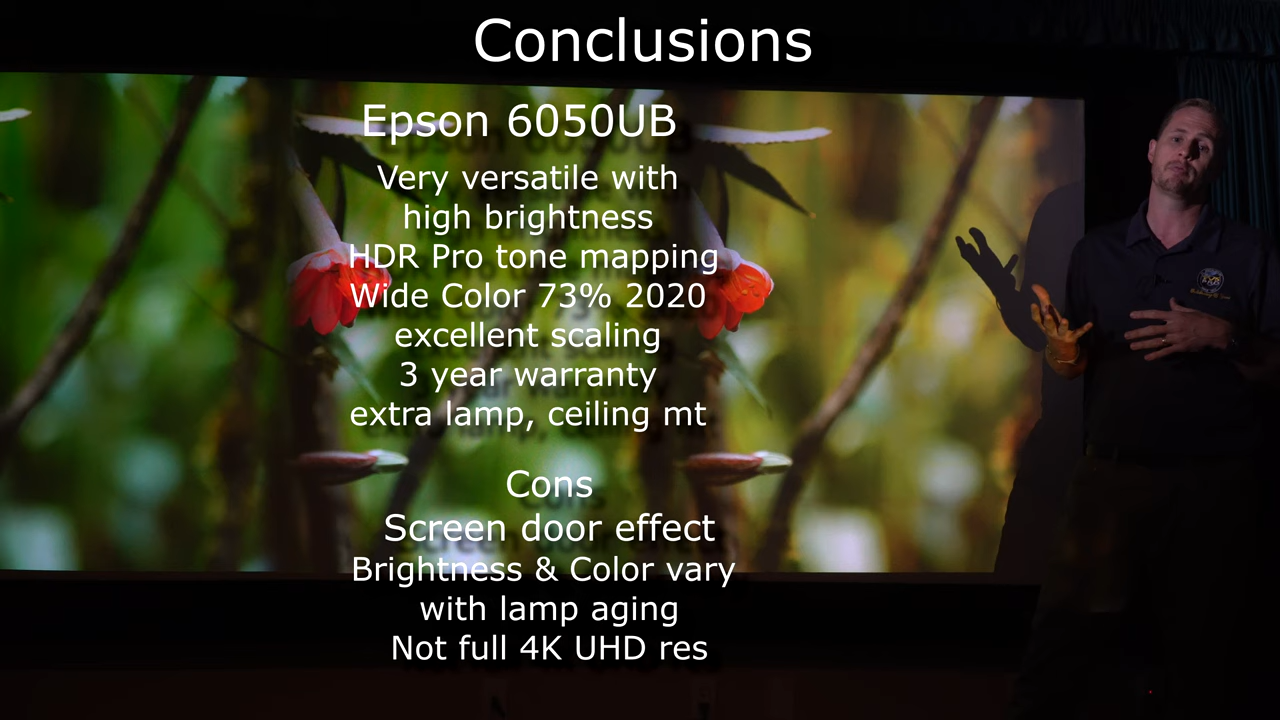 Conclusions
Epson 6050UB
Very versatile with
high brightness
HDR Pro tone mapping
Wide Color 73% 2020
excellent scaling
3 year warranty
extra lamp, ceiling mt
Cons
Screen door effect
Brightness & Color vary
with lamp aging
Not full 4K UHD res